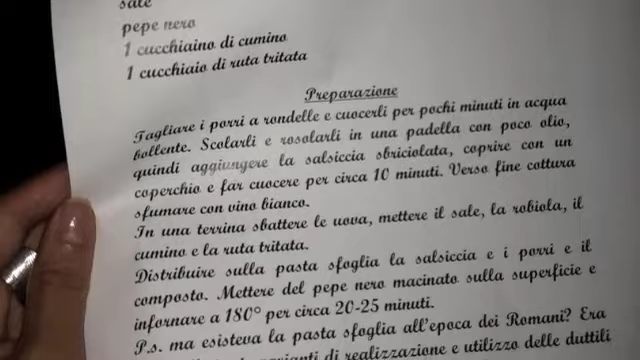 sale
pepe nero
1 cucchiaino di cumino
1 cucchiaio di ruta tritata
Preparazione
Tagliare i porri a rondelle e cuocerli per pochi minuti in acqua
bollente. Scolarli e rosolarli in una padella con poco olio,
quindi aggiungere la salsiccia sbriciolata, coprire con un
coperchio e far cuocere per circa 10 minuti. Verso fine cottura
sfumare con vino bianco.
In una terrina sbattere le uova, mettere il sale, la robiola, il
cumino e la ruta tritata.
Distribuire sulla pasta sfoglia la salsiccia e i porri e il
composto. Mettere del pepe nero macinato sulla superficie e
infornare a 180° per circa 20-25 minuti.
P.s. ma esisteva la pasta sfoglia all'epoca dei Romani? Era
di realizzazione e utilizzo delle duttili